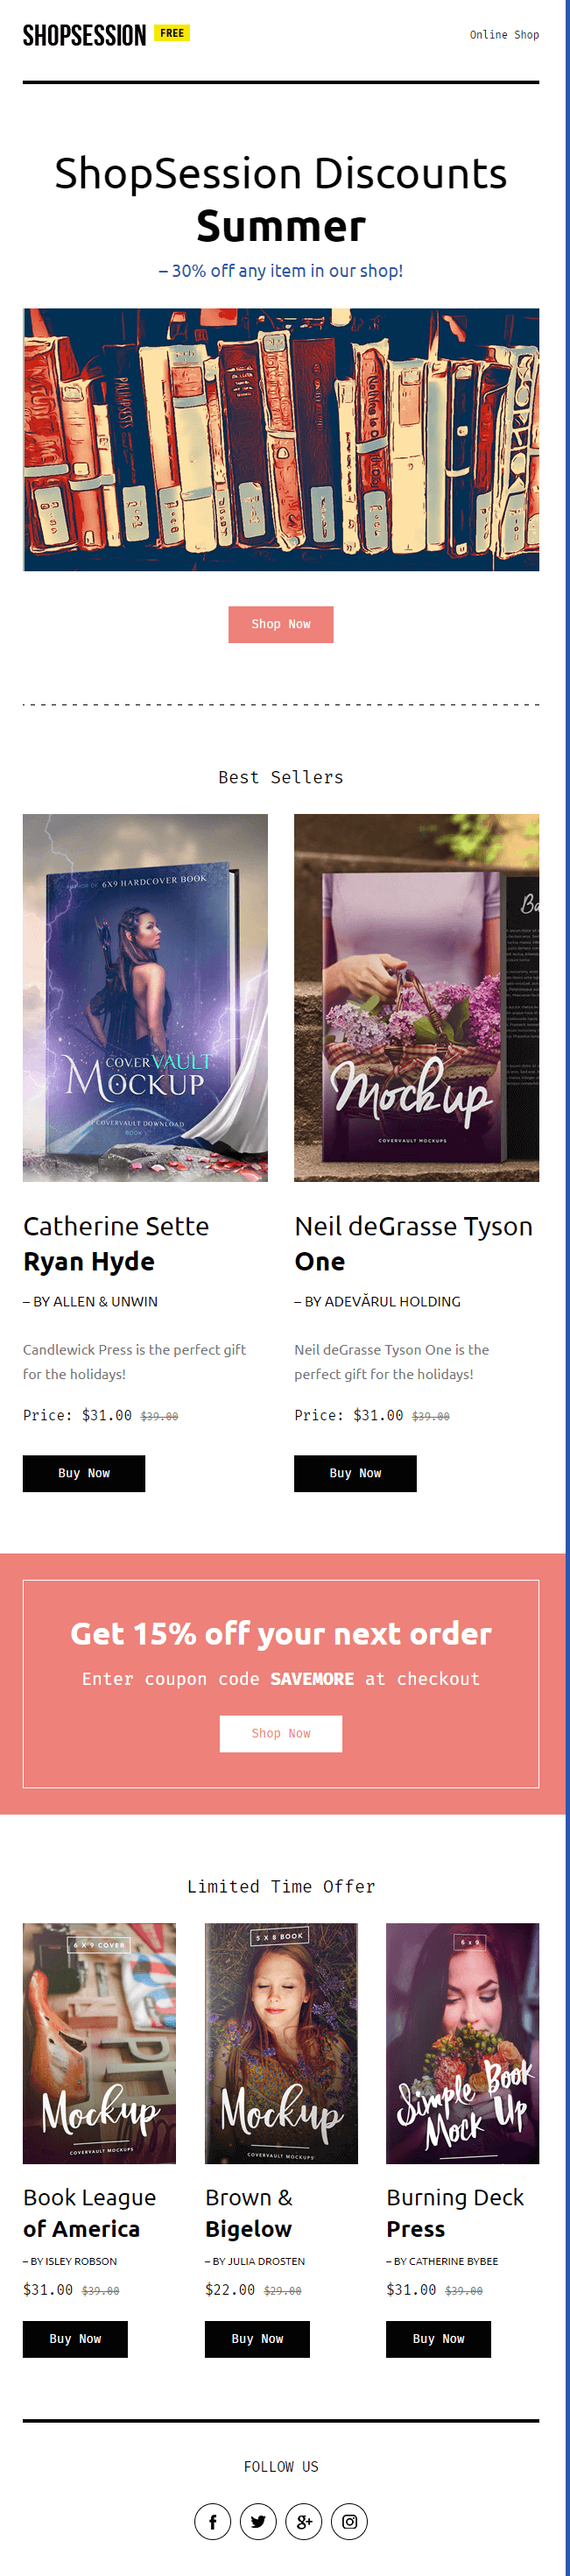 SHOPSESSION FREE
Online Shop
ShopSession Discounts
Summer
– 30% off any item in our shop!
Shop Now
Best Sellers
6X9 HARDCOVER BOOK
COVERVAULT
MOCKUP
COVERVAULT DOWNLOAD
BOOK
Mockup
COVERVAULT MOCKUPS
Catherine Sette
Ryan Hyde
– BY ALLEN & UNWIN
Candlewick Press is the perfect gift
for the holidays!
Price: $31.00 $39.00
Buy Now
Neil deGrasse Tyson
One
– BY ADEVĂRUL HOLDING
Neil deGrasse Tyson One is the
perfect gift for the holidays!
Price: $31.00 $39.00
Buy Now
Get 15% off your next order
Enter coupon code SAVEMORE at checkout
Shop Now
Limited Time Offer
6 X 9 COVER
Mockup
COVERVAULT MOCKUPS
5 X 8 BOOK
Mockup
COVERVAULT MOCKUPS
6 x 9
Simple Book
Mock Up
Book League
of America
– BY ISLEY ROBSON
$31.00 $39.00
Buy Now
Brown &
Bigelow
– BY JULIA DROSTEN
$22.00 $29.00
Buy Now
Burning Deck
Press
– BY CATHERINE BYBEE
$31.00 $39.00
Buy Now
FOLLOW US